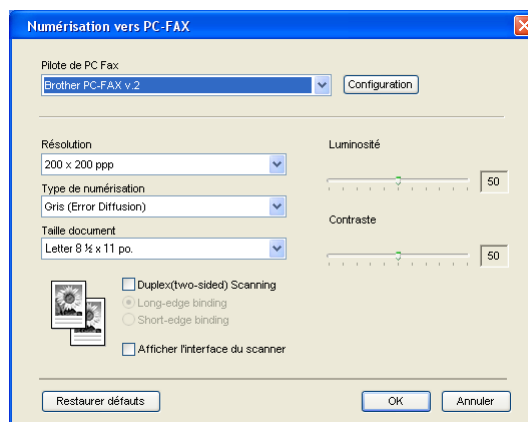 Numérisation vers PC-FAX
Pilote de PC Fax
Brother PC-FAX v.2
Configuration
Résolution
200 x 200 ppp
Type de numérisation
Gris (Error Diffusion)
Taille document
Letter 8 ½ x 11 po.
Luminosité
50
Contraste
50
Duplex(two-sided) Scanning
Long-edge binding
Short-edge binding
Afficher l'interface du scanner
Restaurer défauts
OK
Annuler